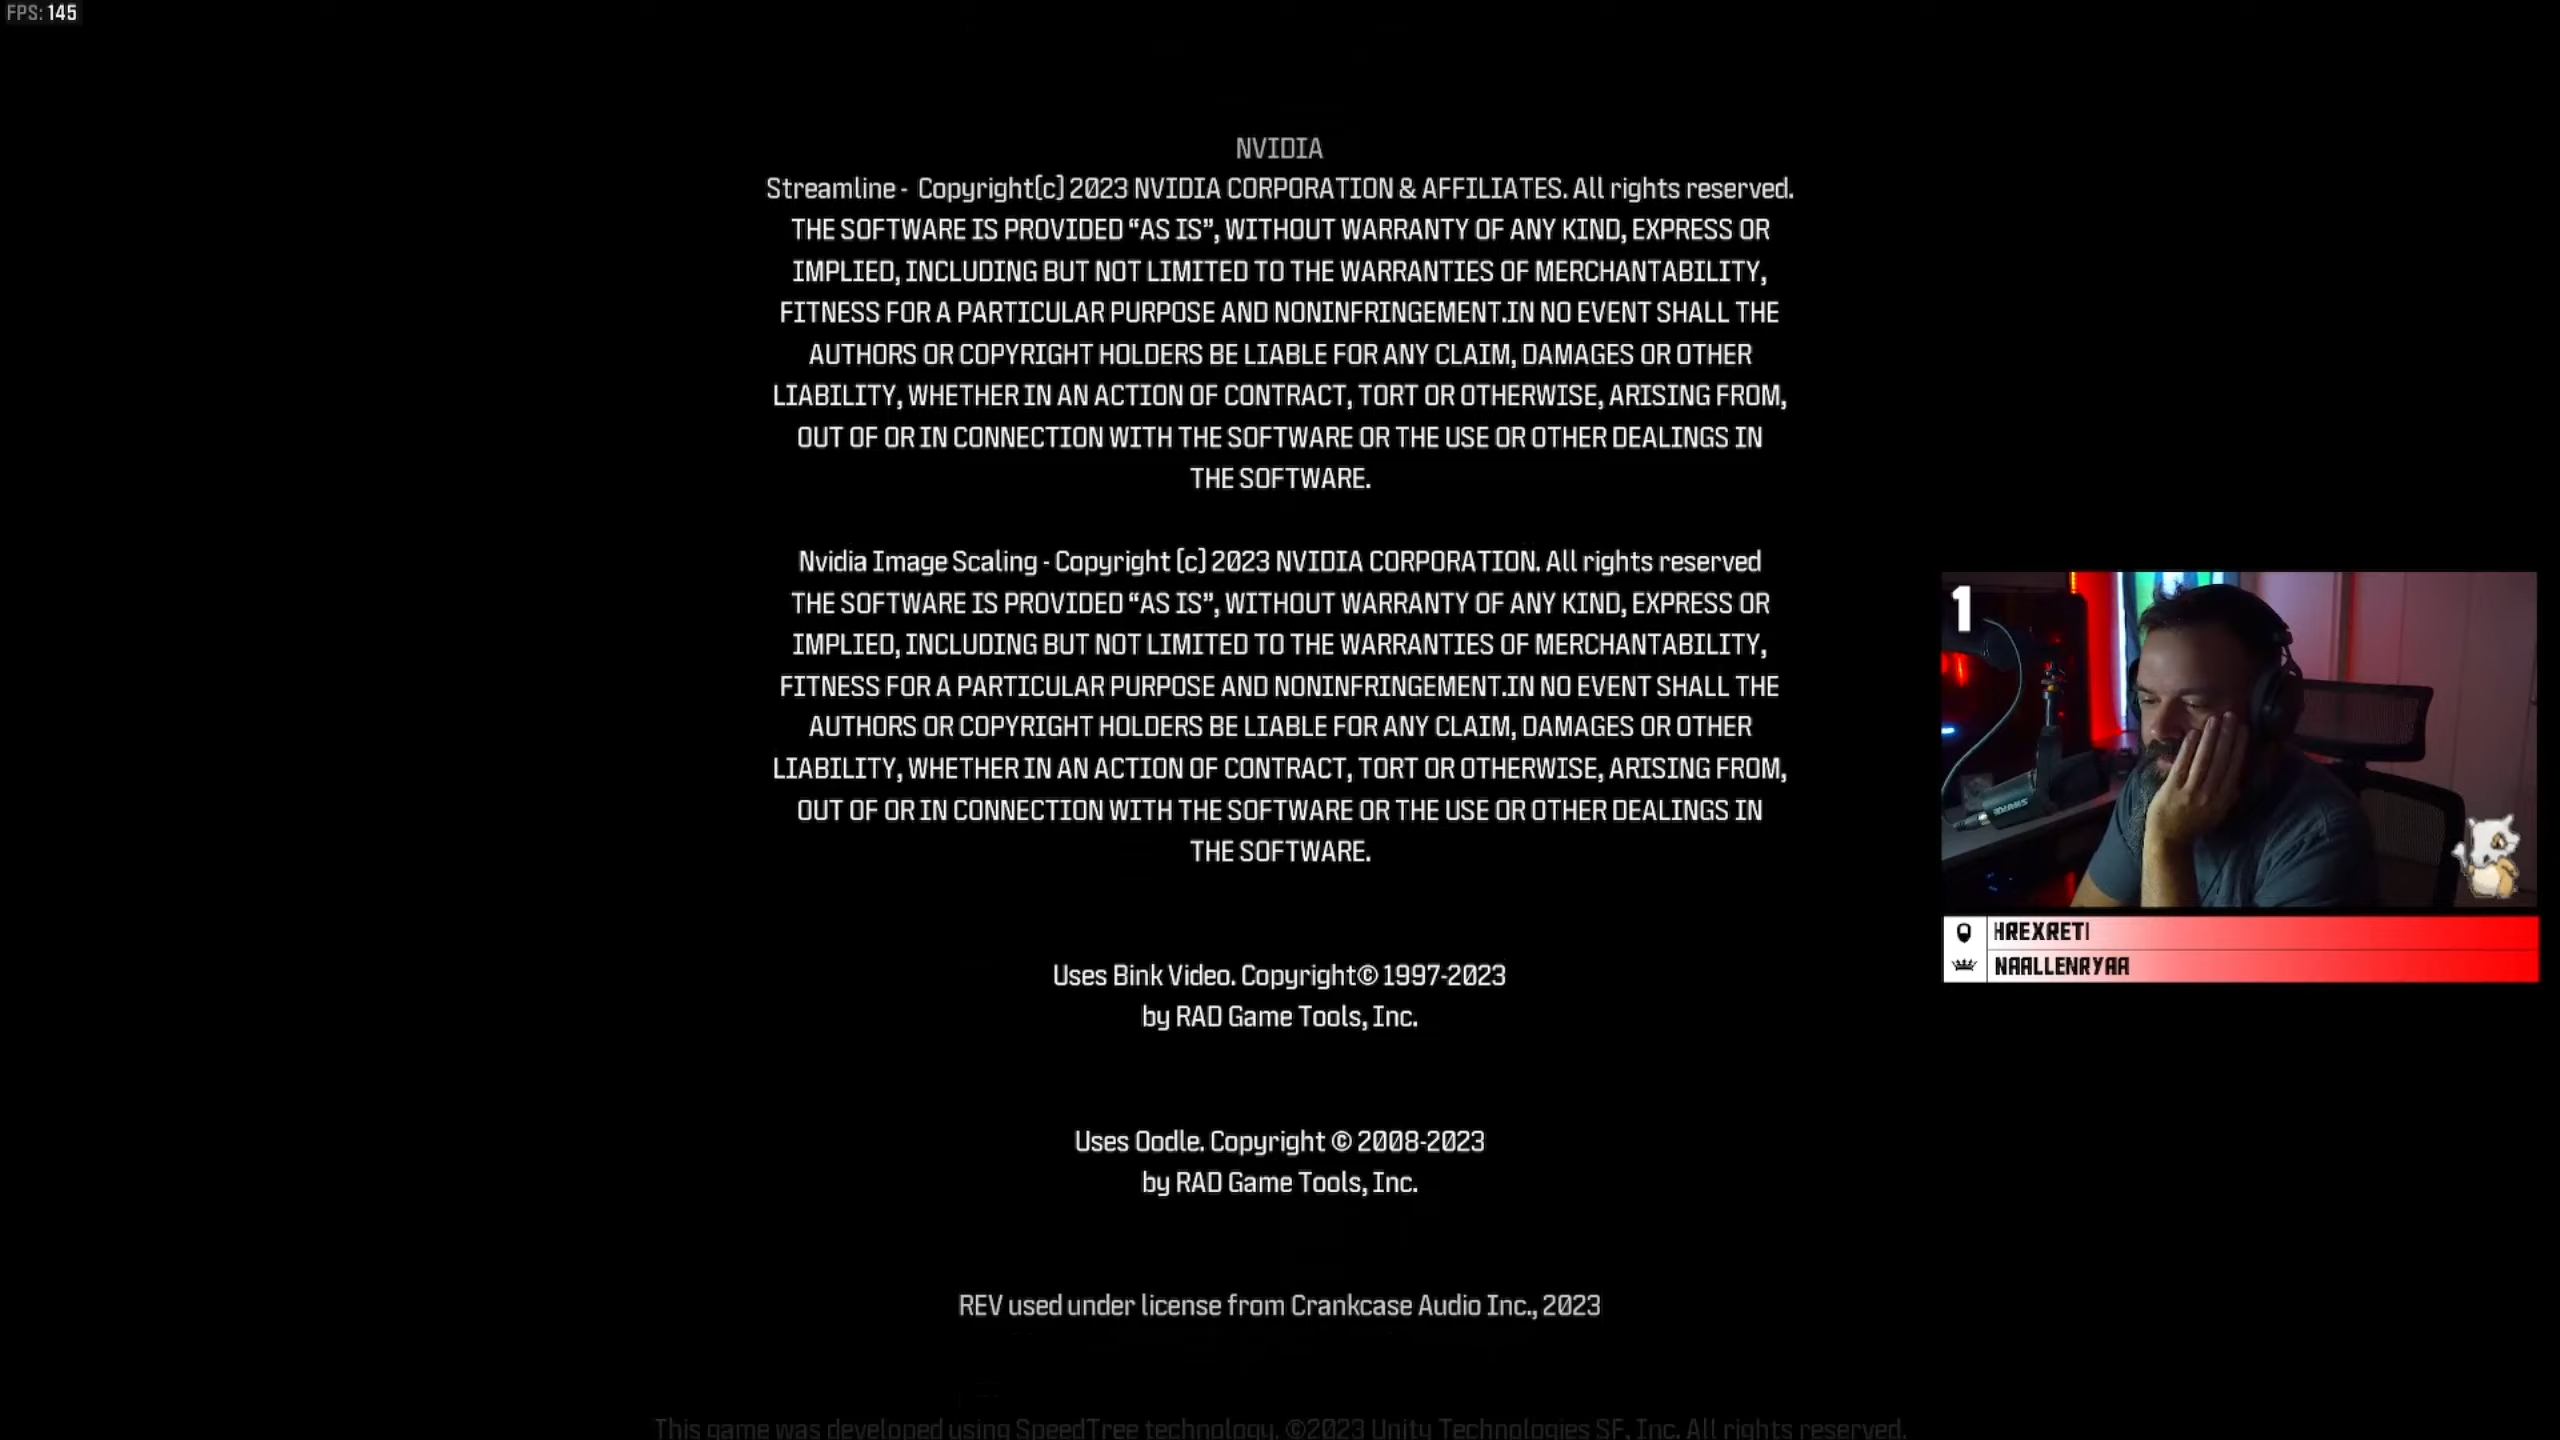 FPS: 145
NVIDIA
Streamline - Copyright(c) 2023 NVIDIA CORPORATION & AFFILIATES. All rights reserved.
THE SOFTWARE IS PROVIDED “AS IS”, WITHOUT WARRANTY OF ANY KIND, EXPRESS OR
IMPLIED, INCLUDING BUT NOT LIMITED TO THE WARRANTIES OF MERCHANTABILITY,
FITNESS FOR A PARTICULAR PURPOSE AND NONINFRINGEMENT.IN NO EVENT SHALL THE
AUTHORS OR COPYRIGHT HOLDERS BE LIABLE FOR ANY CLAIM, DAMAGES OR OTHER
LIABILITY, WHETHER IN AN ACTION OF CONTRACT, TORT OR OTHERWISE, ARISING FROM,
OUT OF OR IN CONNECTION WITH THE SOFTWARE OR THE USE OR OTHER DEALINGS IN
THE SOFTWARE.
Nvidia Image Scaling - Copyright (c) 2023 NVIDIA CORPORATION. All rights reserved
THE SOFTWARE IS PROVIDED “AS IS”, WITHOUT WARRANTY OF ANY KIND, EXPRESS OR
IMPLIED, INCLUDING BUT NOT LIMITED TO THE WARRANTIES OF MERCHANTABILITY,
FITNESS FOR A PARTICULAR PURPOSE AND NONINFRINGEMENT.IN NO EVENT SHALL THE
AUTHORS OR COPYRIGHT HOLDERS BE LIABLE FOR ANY CLAIM, DAMAGES OR OTHER
LIABILITY, WHETHER IN AN ACTION OF CONTRACT, TORT OR OTHERWISE, ARISING FROM,
OUT OF OR IN CONNECTION WITH THE SOFTWARE OR THE USE OR OTHER DEALINGS IN
THE SOFTWARE.
Uses Bink Video. Copyright© 1997-2023
by RAD Game Tools, Inc.
Uses Oodle. Copyright © 2008-2023
by RAD Game Tools, Inc.
REV used under license from Crankcase Audio Inc., 2023
This game was developed using SpeedTree technology. ©2023 Unity Technologies SF, Inc. All rights reserved.
1
SHURE
NAALLENRYAA